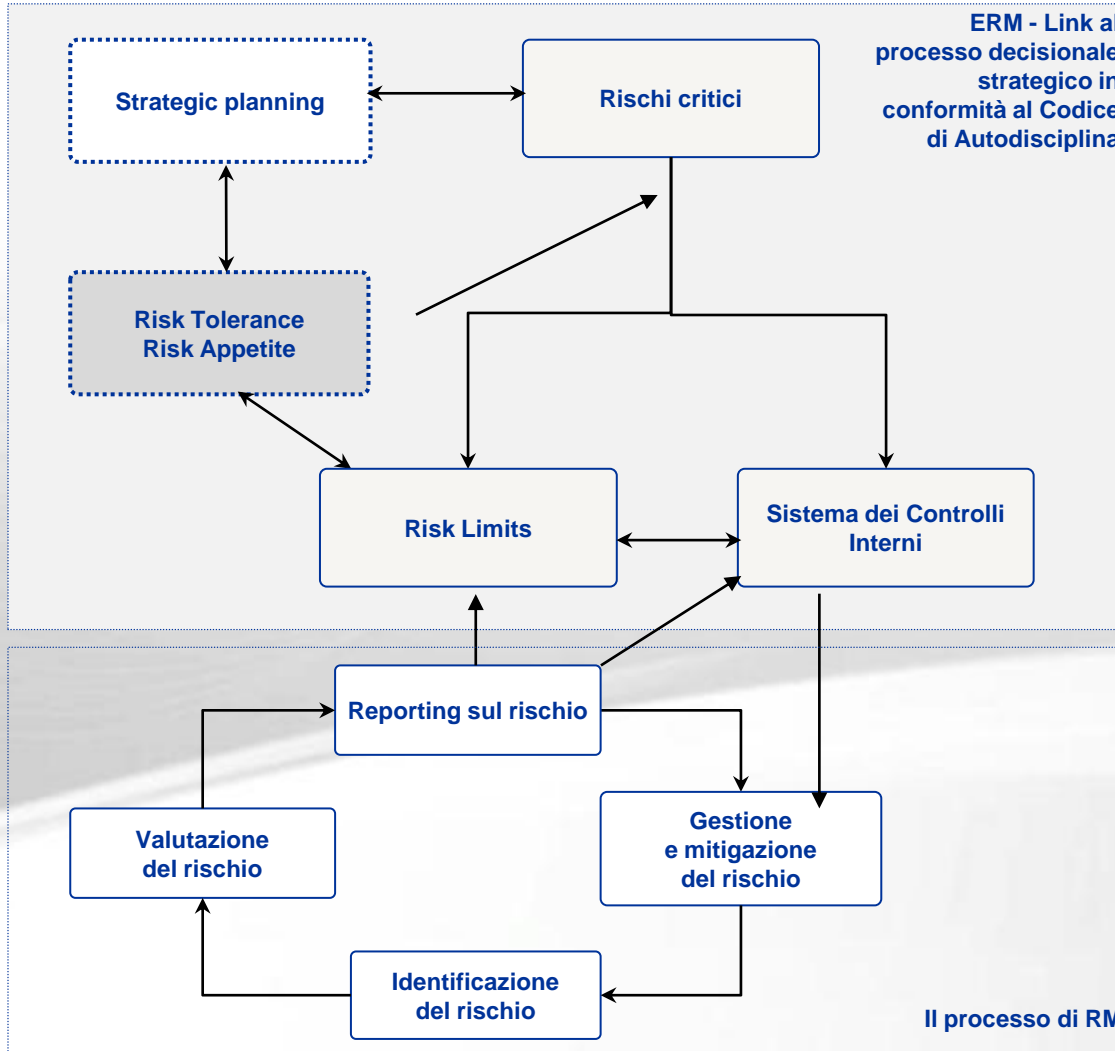 ERM - Link al
processo decisionale
strategico in
conformità al Codice
di Autodisciplina
Strategic planning
Rischi critici
Risk Tolerance
Risk Appetite
Risk Limits
Sistema dei Controlli
Interni
Reporting sul rischio
Valutazione
del rischio
Gestione
e mitigazione
del rischio
Identificazione
del rischio
Il processo di RM